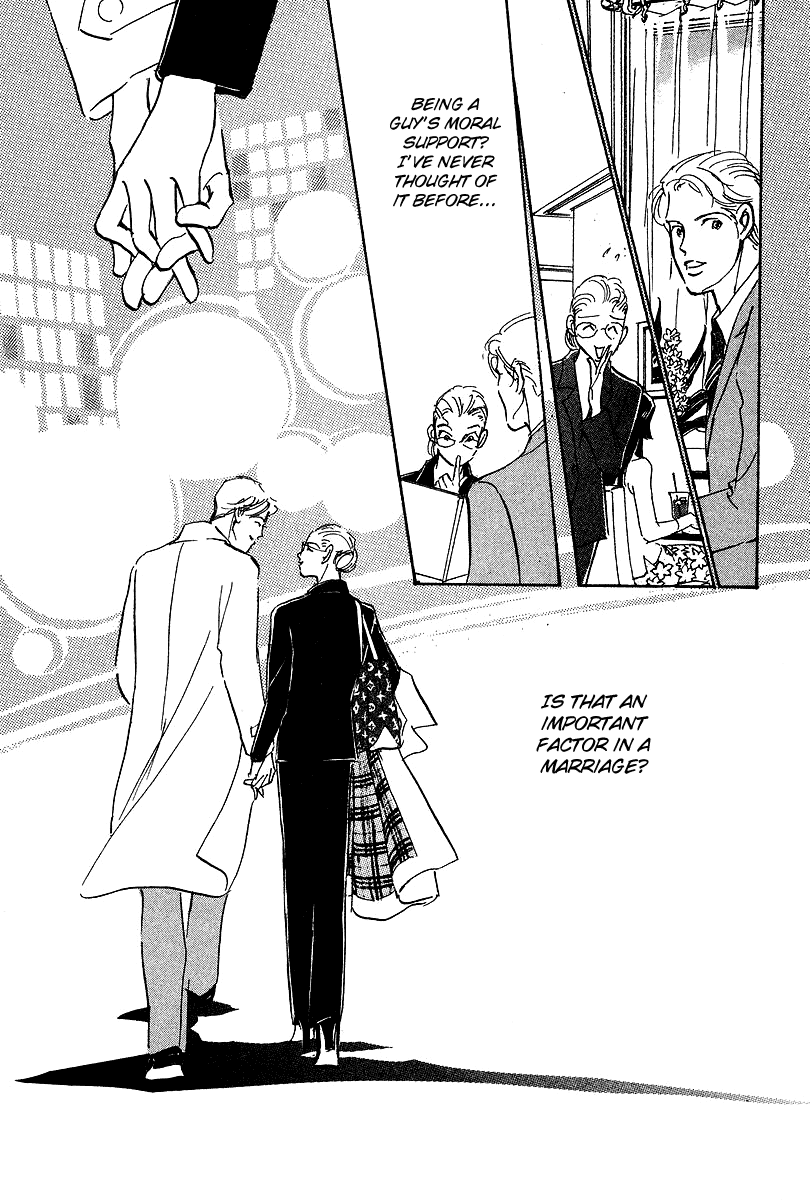 BEING A
GUY'S MORAL
SUPPORT?
I'VE NEVER
THOUGHT OF
IT BEFORE...
IS THAT AN
IMPORTANT
FACTOR IN A
MARRIAGE?